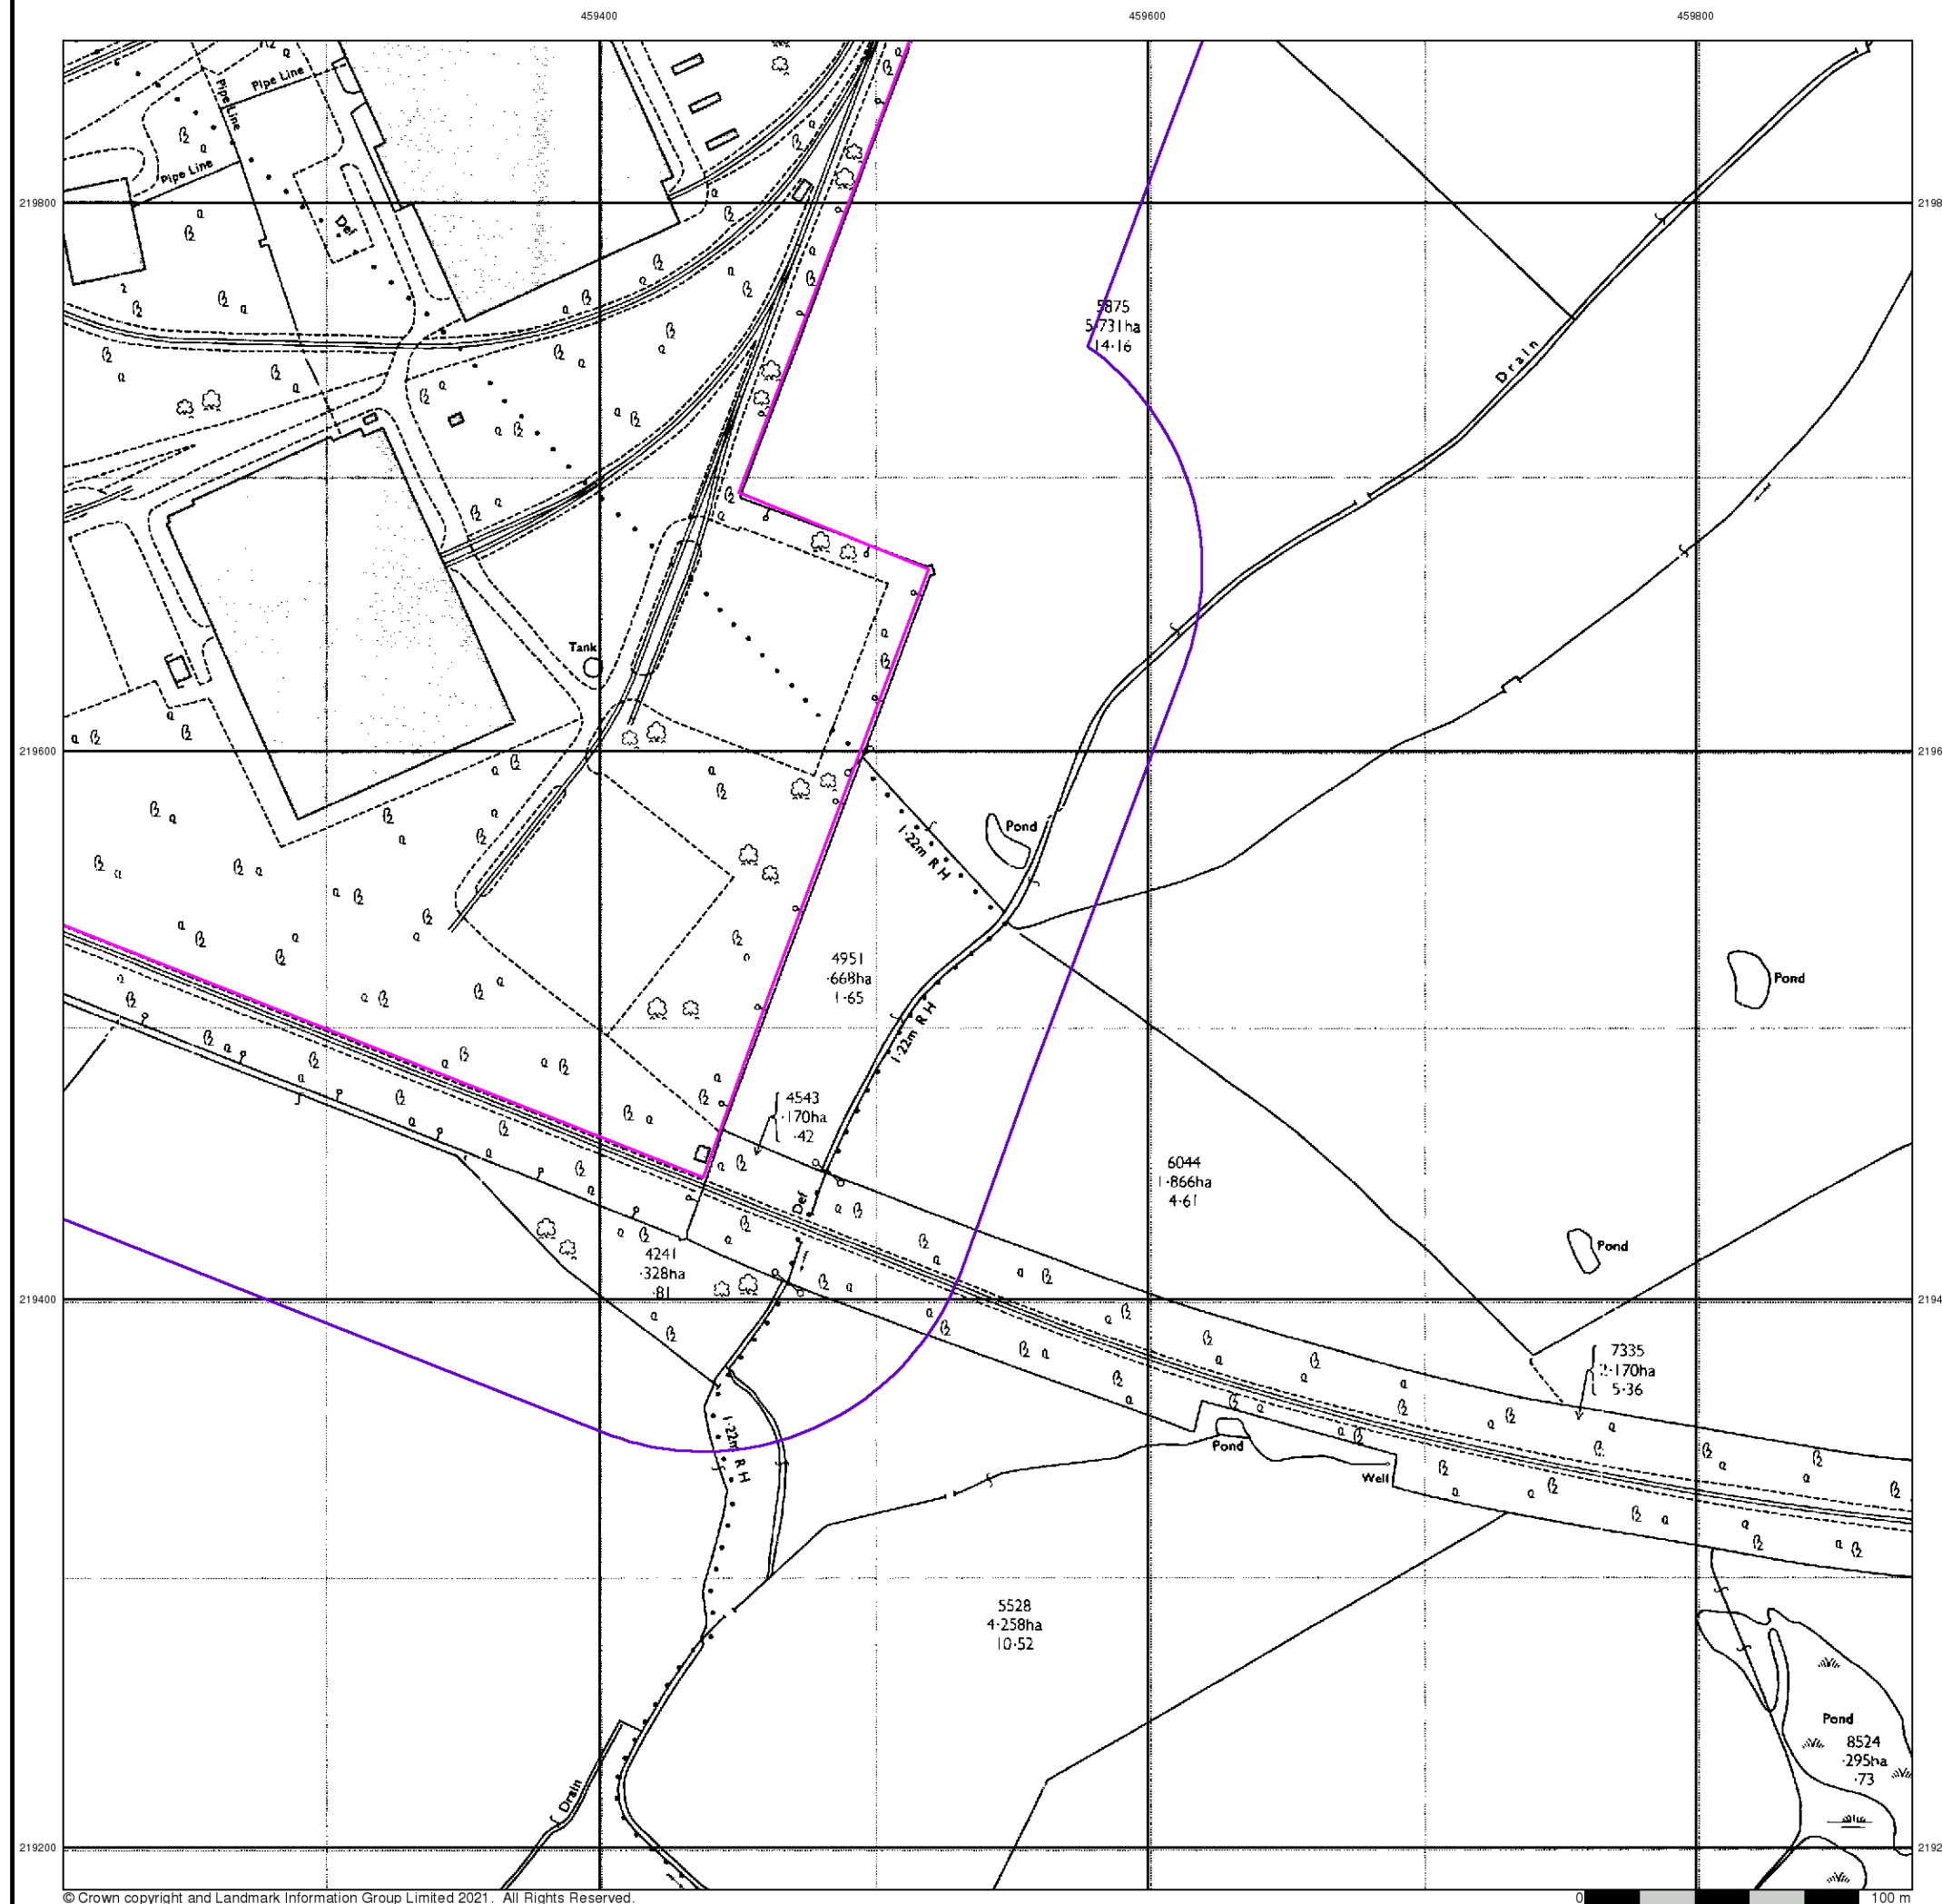 459400
459600
459800
Pipe Line
Pipe Line
Pipe Line
219800
2198
Def
5875
5·731ha
14·16
Drain
Tank
219600
2196
Pond
1·22m R H
4951
·668ha
1·65
Pond
1·22m R H
4543
·170ha
·42
6044
1·866ha
4·61
Def
Pond
4241
·328ha
·81
219400
2194
7335
2·170ha
5·36
1·22m R H
Pond
Well
5528
4·258ha
10·52
Pond
8524
·295ha
·73
Drain
219200
2192
© Crown copyright and Landmark Information Group Limited 2021. All Rights Reserved.
0
100 m